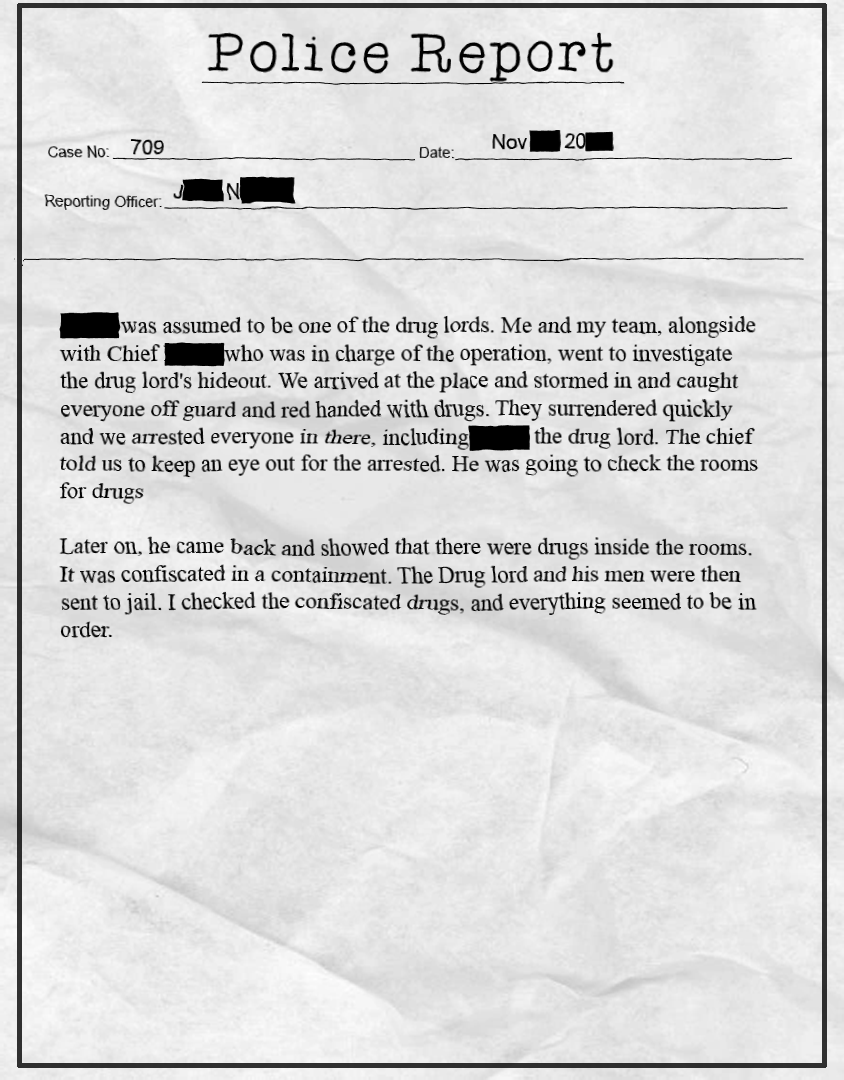 Police Report
Case No: 709 Date: Nov 20
Reporting Officer: J N
was assumed to be one of the drug lords. Me and my team, alongside
with Chief who was in charge of the operation, went to investigate
the drug lord's hideout. We arrived at the place and stormed in and caught
everyone off guard and red handed with drugs. They surrendered quickly
and we arrested everyone in there, including the drug lord. The chief
told us to keep an eye out for the arrested. He was going to check the rooms
for drugs
Later on, he came back and showed that there were drugs inside the rooms.
It was confiscated in a containment. The Drug lord and his men were then
sent to jail. I checked the confiscated drugs, and everything seemed to be in
order.